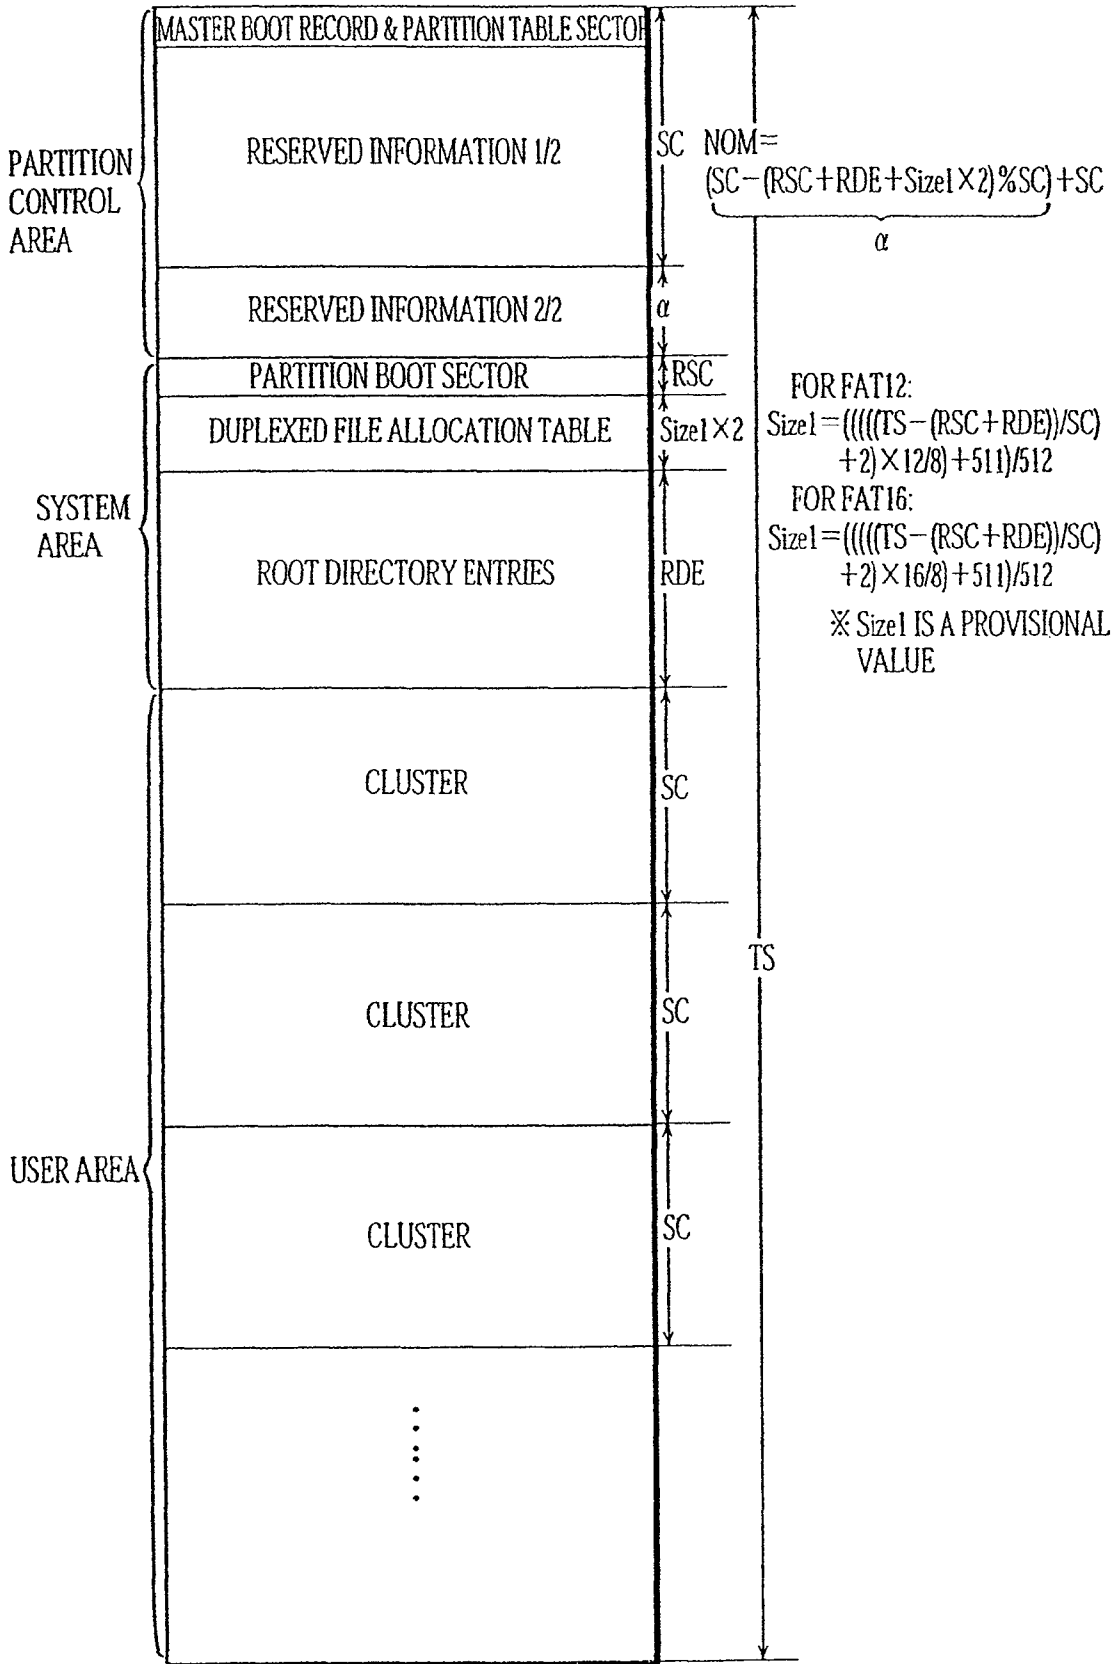 MASTER BOOT RECORD & PARTITION TABLE SECTOR
PARTITION
CONTROL
AREA
RESERVED INFORMATION 1/2
SC
NOM=
(SC-(RSC+RDE+Size1×2)%SC)+SC
α
RESERVED INFORMATION 2/2
α
PARTITION BOOT SECTOR
RSC
DUPLEXED FILE ALLOCATION TABLE
Size1×2
FOR FAT12:
Size1=(((((TS-(RSC+RDE))/SC)
+2)×12/8)+511)/512
FOR FAT16:
Size1=(((((TS-(RSC+RDE))/SC)
+2)×16/8)+511)/512
※ Size1 IS A PROVISIONAL
VALUE
SYSTEM
AREA
ROOT DIRECTORY ENTRIES
RDE
CLUSTER
SC
TS
CLUSTER
SC
USER AREA
CLUSTER
SC